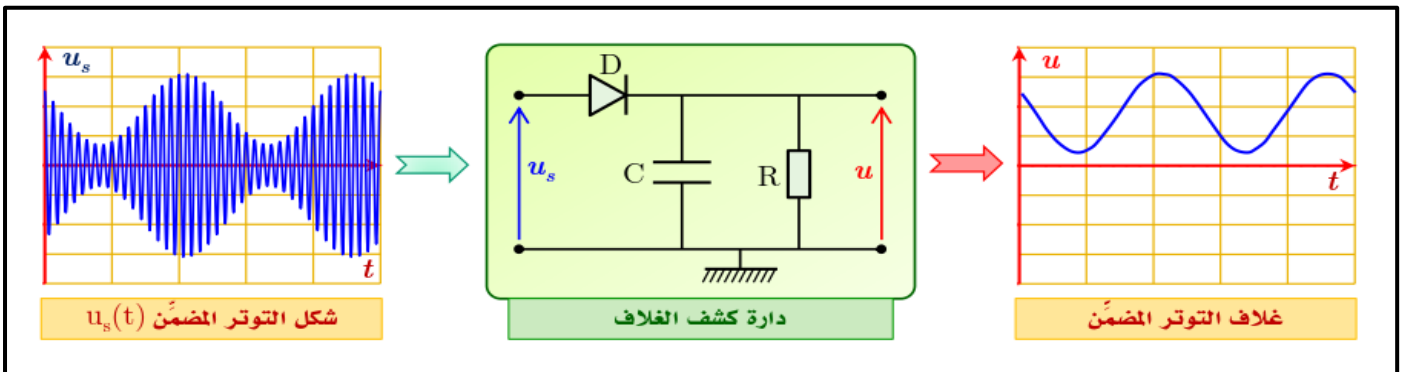 u_s
t
شكل التوتر المضمَّن u_s(t)
D
u_s
C
R
u
دارة كشف الغلاف
u
t
غلاف التوتر المضمَّن